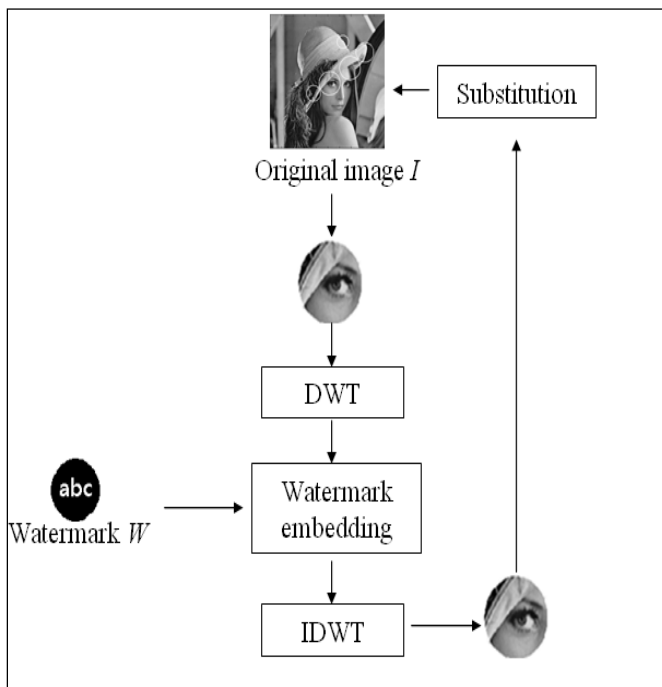 Substitution
Original image I
DWT
abc
Watermark W
Watermark
embedding
IDWT